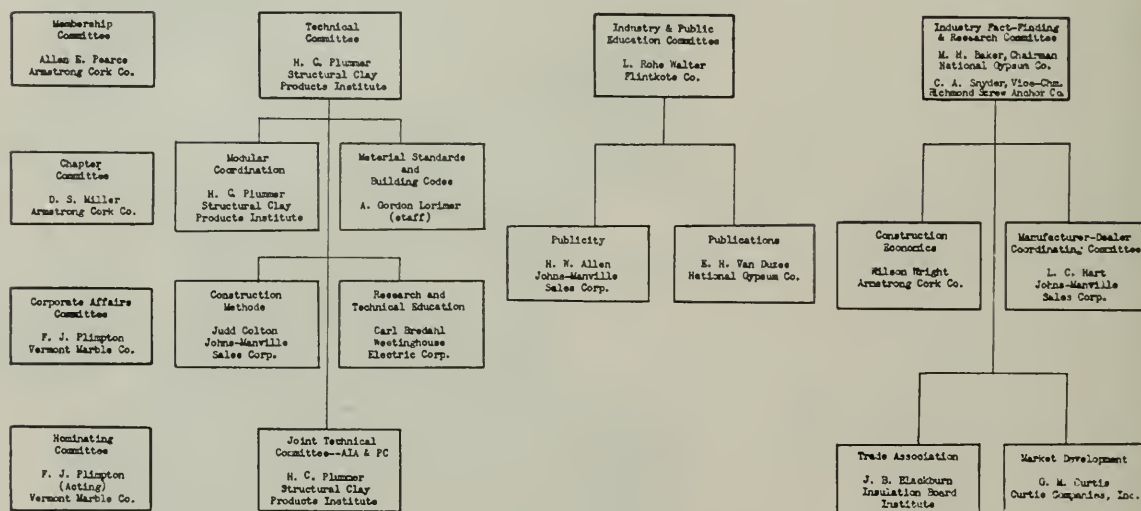 Membership
Committee
Allen E. Pearce
Armstrong Cork Co.
Technical
Committee
H. C. Plummer
Structural Clay
Products Institute
Industry & Public
Education Committee
L. Rohe Walter
Flintkote Co.
Industry Fact-Finding
& Research Committee
M. H. Baker, Chairman
National Gypsum Co.
C. A. Snyder, Vice-Chm.
Richmond Screw Anchor Co.
Chapter
Committee
D. S. Miller
Armstrong Cork Co.
Modular
Coordination
H. C. Plummer
Structural Clay
Products Institute
Material Standards
and
Building Codes
A. Gordon Lorimer
(staff)
Publicity
H. W. Allen
Johns-Manville
Sales Corp.
Publications
E. H. Van Duzee
National Gypsum Co.
Construction
Economics
Wilson Wright
Armstrong Cork Co.
Manufacturer-Dealer
Coordinating Committee
L. C. Hart
Johns-Manville
Sales Corp.
Corporate Affairs
Committee
F. J. Plimpton
Vermont Marble Co.
Construction
Methods
Judd Colton
Johns-Manville
Sales Corp.
Research and
Technical Education
Carl Bredahl
Westinghouse
Electric Corp.
Nominating
Committee
F. J. Plimpton
(Acting)
Vermont Marble Co.
Joint Technical
Committee--AIA & PC
H. C. Plummer
Structural Clay
Products Institute
Trade Association
J. B. Blackburn
Insulation Board
Institute
Market Development
G. M. Curtis
Curtis Companies, Inc.